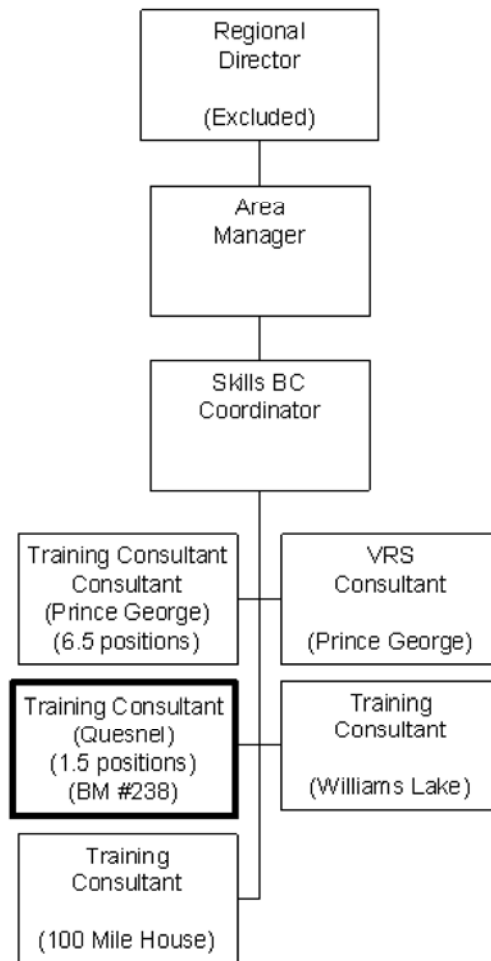 Regional
Director
(Excluded)
Area
Manager
Skills BC
Coordinator
Training Consultant
Consultant
(Prince George)
(6.5 positions)
VRS
Consultant
(Prince George)
Training Consultant
(Quesnel)
(1.5 positions)
(BM #238)
Training
Consultant
(Williams Lake)
Training
Consultant
(100 Mile House)